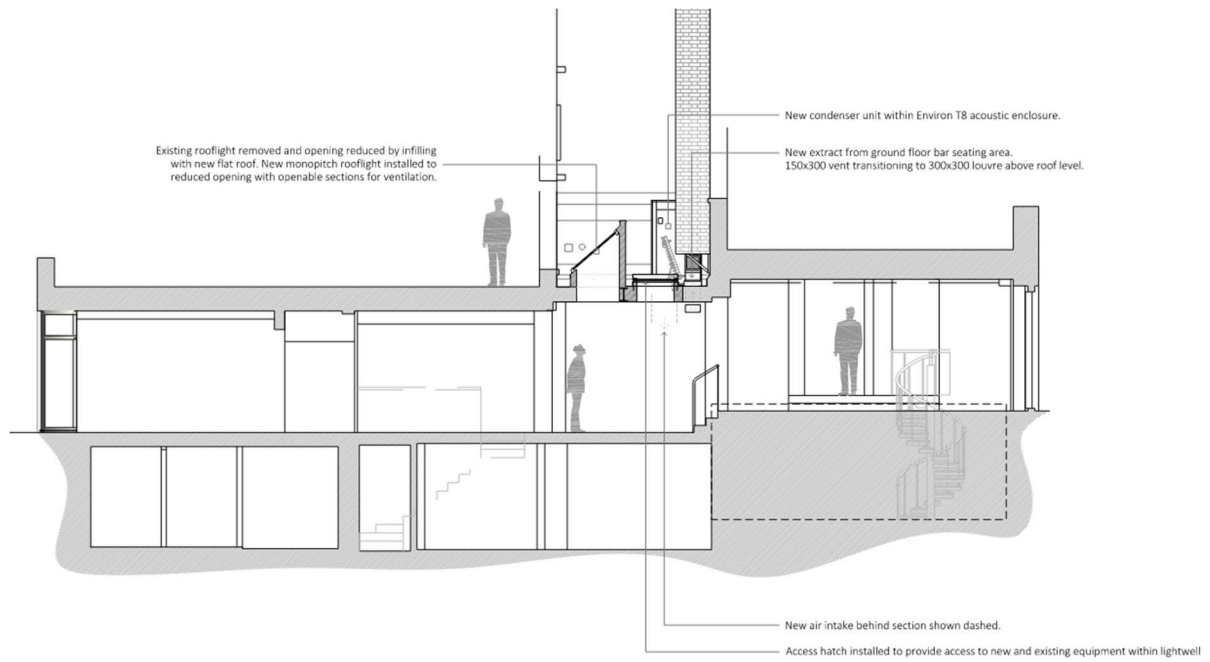 New condenser unit within Environ T8 acoustic enclosure.
Existing rooflight removed and opening reduced by infilling
with new flat roof. New monopitch rooflight installed to
reduced opening with openable sections for ventilation.
New extract from ground floor bar seating area.
150x300 vent transitioning to 300x300 louvre above roof level.
New air intake behind section shown dashed.
Access hatch installed to provide access to new and existing equipment within lightwell